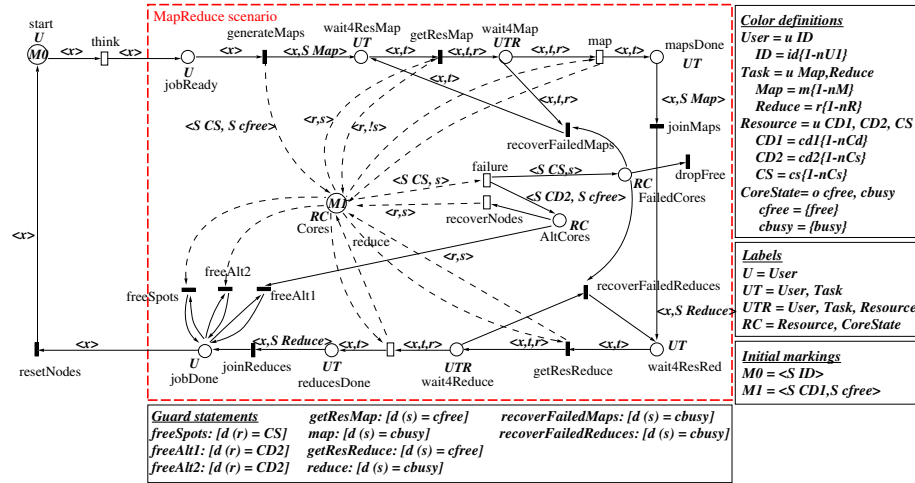 start
U
M0
<x>
think
<x>
MapReduce scenario
generateMaps
<x>
U
jobReady
wait4ResMap
UT
<x,S Map>
<x,t>
getResMap
wait4Map
UTR
<x,t,r>
<x,t,r>
map
<x,t>
mapsDone
UT
<x,t>
<x,t,r>
<x,S Map>
joinMaps
<S CS, S cfree>
<r,s>
<r,!s>
recoverFailedMaps
failure
<S CS, s>
<S CS,s>
dropFree
RC
FailedCores
<S CD2, S cfree>
<r,s>
recoverNodes
RC
AltCores
M1
RC
Cores
reduce
<r,s>
<x>
freeAlt2
freeSpots
freeAlt1
recoverFailedReduces
<x,S Reduce>
<x>
resetNodes
U
jobDone
<x,S Reduce>
joinReduces
UT
reducesDone
<x,t>
<x,t,r>
UTR
wait4Reduce
<x,t,r>
getResReduce
<x,t>
UT
wait4ResRed
Color definitions
User = u ID
ID = id{1-nU1}
Task = u Map,Reduce
Map = m{1-nM}
Reduce = r{1-nR}
Resource = u CD1, CD2, CS
CD1 = cd1{1-nCd}
CD2 = cd2{1-nCs}
CS = cs{1-nCs}
CoreState= o cfree, cbusy
cfree = {free}
cbusy = {busy}
Labels
U = User
UT = User, Task
UTR = User, Task, Resource
RC = Resource, CoreState
Initial markings
M0 = <S ID>
M1 = <S CD1,S cfree>
Guard statements
freeSpots: [d (r) = CS]
freeAlt1: [d (r) = CD2]
freeAlt2: [d (r) = CD2]
getResMap: [d (s) = cfree]
map: [d (s) = cbusy]
getResReduce: [d (s) = cfree]
reduce: [d (s) = cbusy]
recoverFailedMaps: [d (s) = cbusy]
recoverFailedReduces: [d (s) = cbusy]